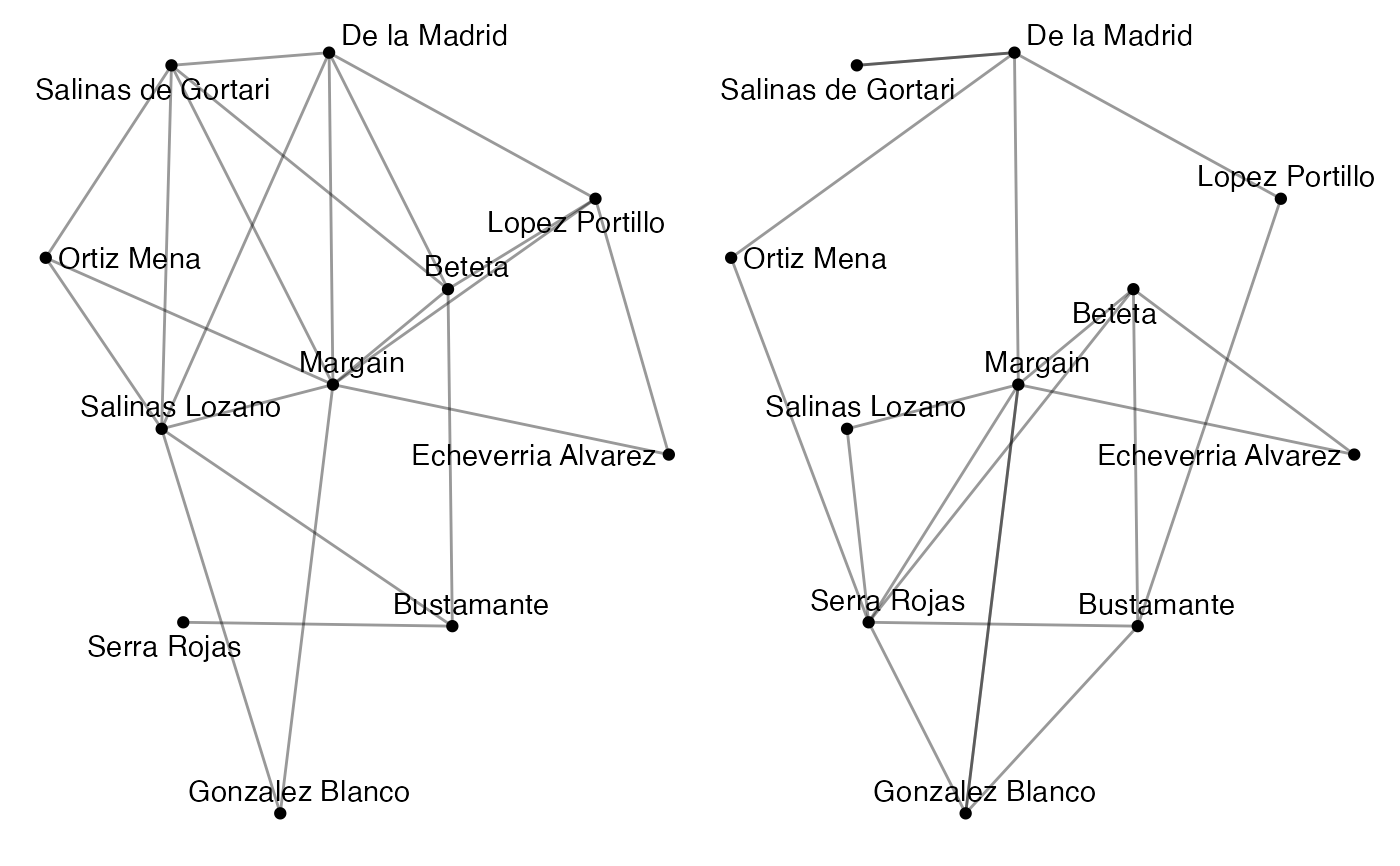 De la Madrid
Salinas de Gortari
Lopez Portillo
Ortiz Mena
Beteta
Margain
Salinas Lozano
Echeverria Alvarez
Bustamante
Serra Rojas
Gonzalez Blanco
De la Madrid
Salinas de Gortari
Lopez Portillo
Ortiz Mena
Beteta
Margain
Salinas Lozano
Echeverria Alvarez
Serra Rojas
Bustamante
Gonzalez Blanco